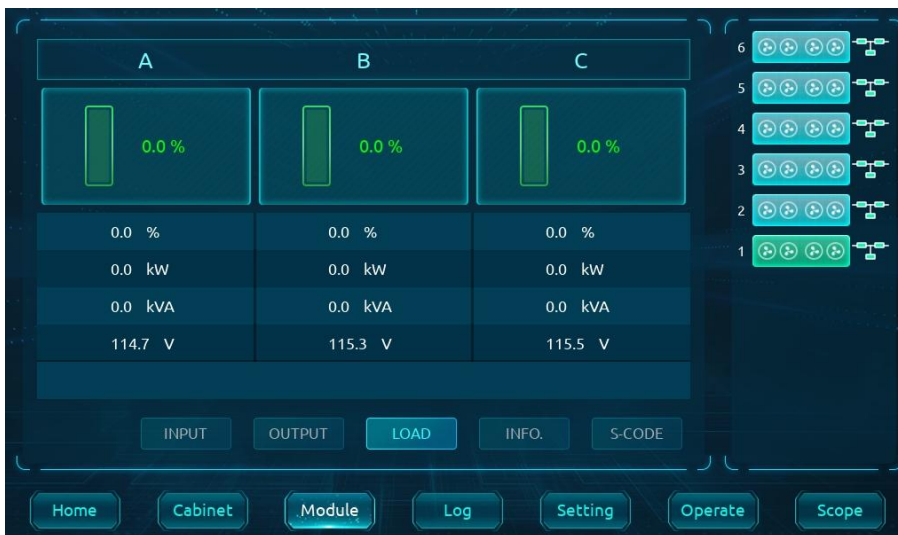 A B C
0.0 % 0.0 % 0.0 %
0.0 % 0.0 % 0.0 %
0.0 kW 0.0 kW 0.0 kW
0.0 kVA 0.0 kVA 0.0 kVA
114.7 V 115.3 V 115.5 V
INPUT OUTPUT LOAD INFO. S-CODE
6
5
4
3
2
1
Home Cabinet Module Log Setting Operate Scope